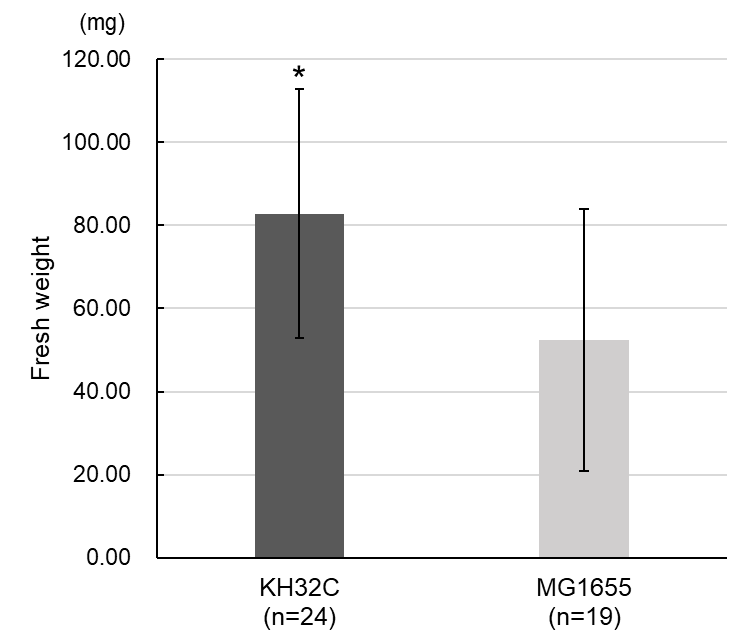 (mg)
120.00
*
100.00
80.00
60.00
40.00
20.00
0.00
Fresh weight
KH32C
(n=24)
MG1655
(n=19)